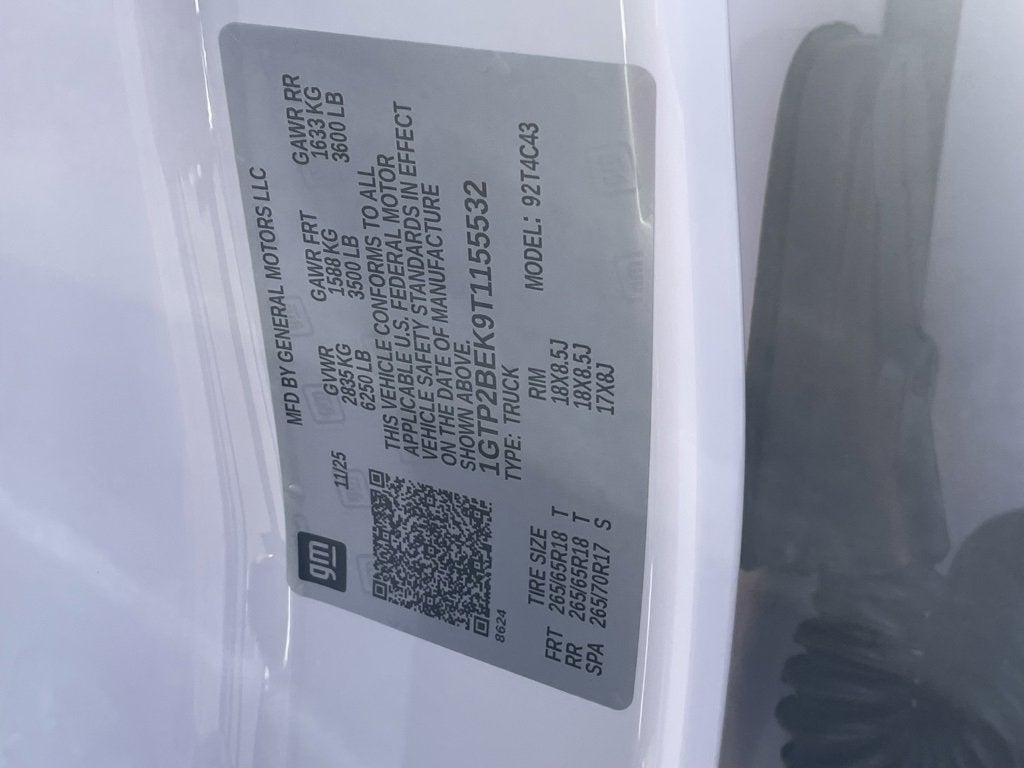 gm
MFD BY GENERAL MOTORS LLC
11/25
GVWR GAWR FRT GAWR RR
2835 KG 1588 KG 1633 KG
6250 LB 3500 LB 3600 LB
THIS VEHICLE CONFORMS TO ALL
APPLICABLE U.S. FEDERAL MOTOR
VEHICLE SAFETY STANDARDS IN EFFECT
ON THE DATE OF MANUFACTURE
SHOWN ABOVE.
1GTP2BEK9T1155532
TYPE: TRUCK
MODEL: 92T4C43
8624
TIRE SIZE RIM
FRT 265/65R18 T 18X8.5J
RR 265/65R18 T 18X8.5J
SPA 265/70R17 S 17X8J